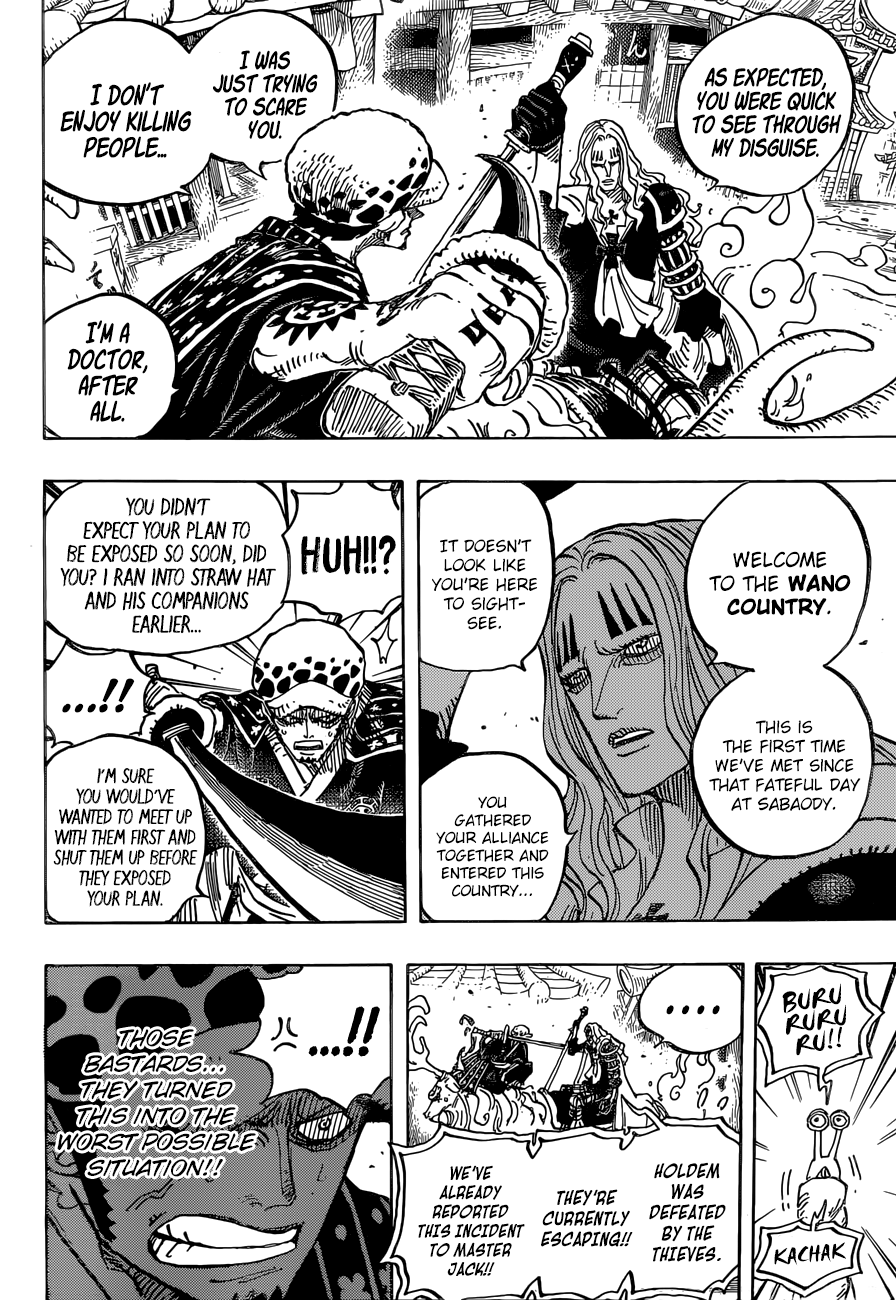 AS EXPECTED,
YOU WERE QUICK
TO SEE THROUGH
MY DISGUISE.
I WAS
JUST TRYING
TO SCARE
YOU.
I DON'T
ENJOY KILLING
PEOPLE...
I'M A
DOCTOR,
AFTER
ALL.
ん
DEA
WELCOME
TO THE WANO
COUNTRY.
THIS IS
THE FIRST TIME
WE'VE MET SINCE
THAT FATEFUL DAY
AT SABAODY.
IT DOESN'T
LOOK LIKE
YOU'RE HERE
TO SIGHT-
SEE.
YOU
GATHERED
YOUR ALLIANCE
TOGETHER AND
ENTERED THIS
COUNTRY...
HUH!!?
YOU DIDN'T
EXPECT YOUR PLAN TO
BE EXPOSED SO SOON, DID
YOU? I RAN INTO STRAW HAT
AND HIS COMPANIONS
EARLIER...
...!!
I'M SURE
YOU WOULD'VE
WANTED TO MEET UP
WITH THEM FIRST AND
SHUT THEM UP BEFORE
THEY EXPOSED
YOUR PLAN.
BURU
RURU
RU!!
KACHAK
....
HOLDEM
WAS
DEFEATED
BY THE
THIEVES.
THEY'RE
CURRENTLY
ESCAPING!!
WE'VE
ALREADY
REPORTED
THIS INCIDENT
TO MASTER
JACK!!
...!!
THOSE
BASTARDS...
THEY TURNED
THIS INTO THE
WORST POSSIBLE
SITUATION!!